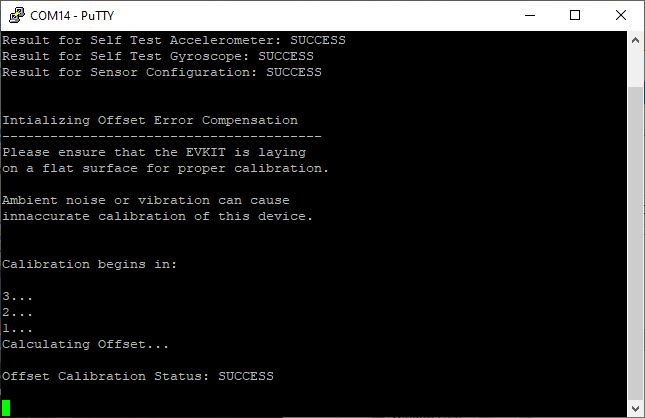 COM14 - PuTTY
Result for Self Test Accelerometer: SUCCESS
Result for Self Test Gyroscope: SUCCESS
Result for Sensor Configuration: SUCCESS
Intializing Offset Error Compensation
----------------------------------------
Please ensure that the EVKIT is laying
on a flat surface for proper calibration.
Ambient noise or vibration can cause
innaccurate calibration of this device.
Calibration begins in:
3...
2...
1...
Calculating Offset...
Offset Calibration Status: SUCCESS